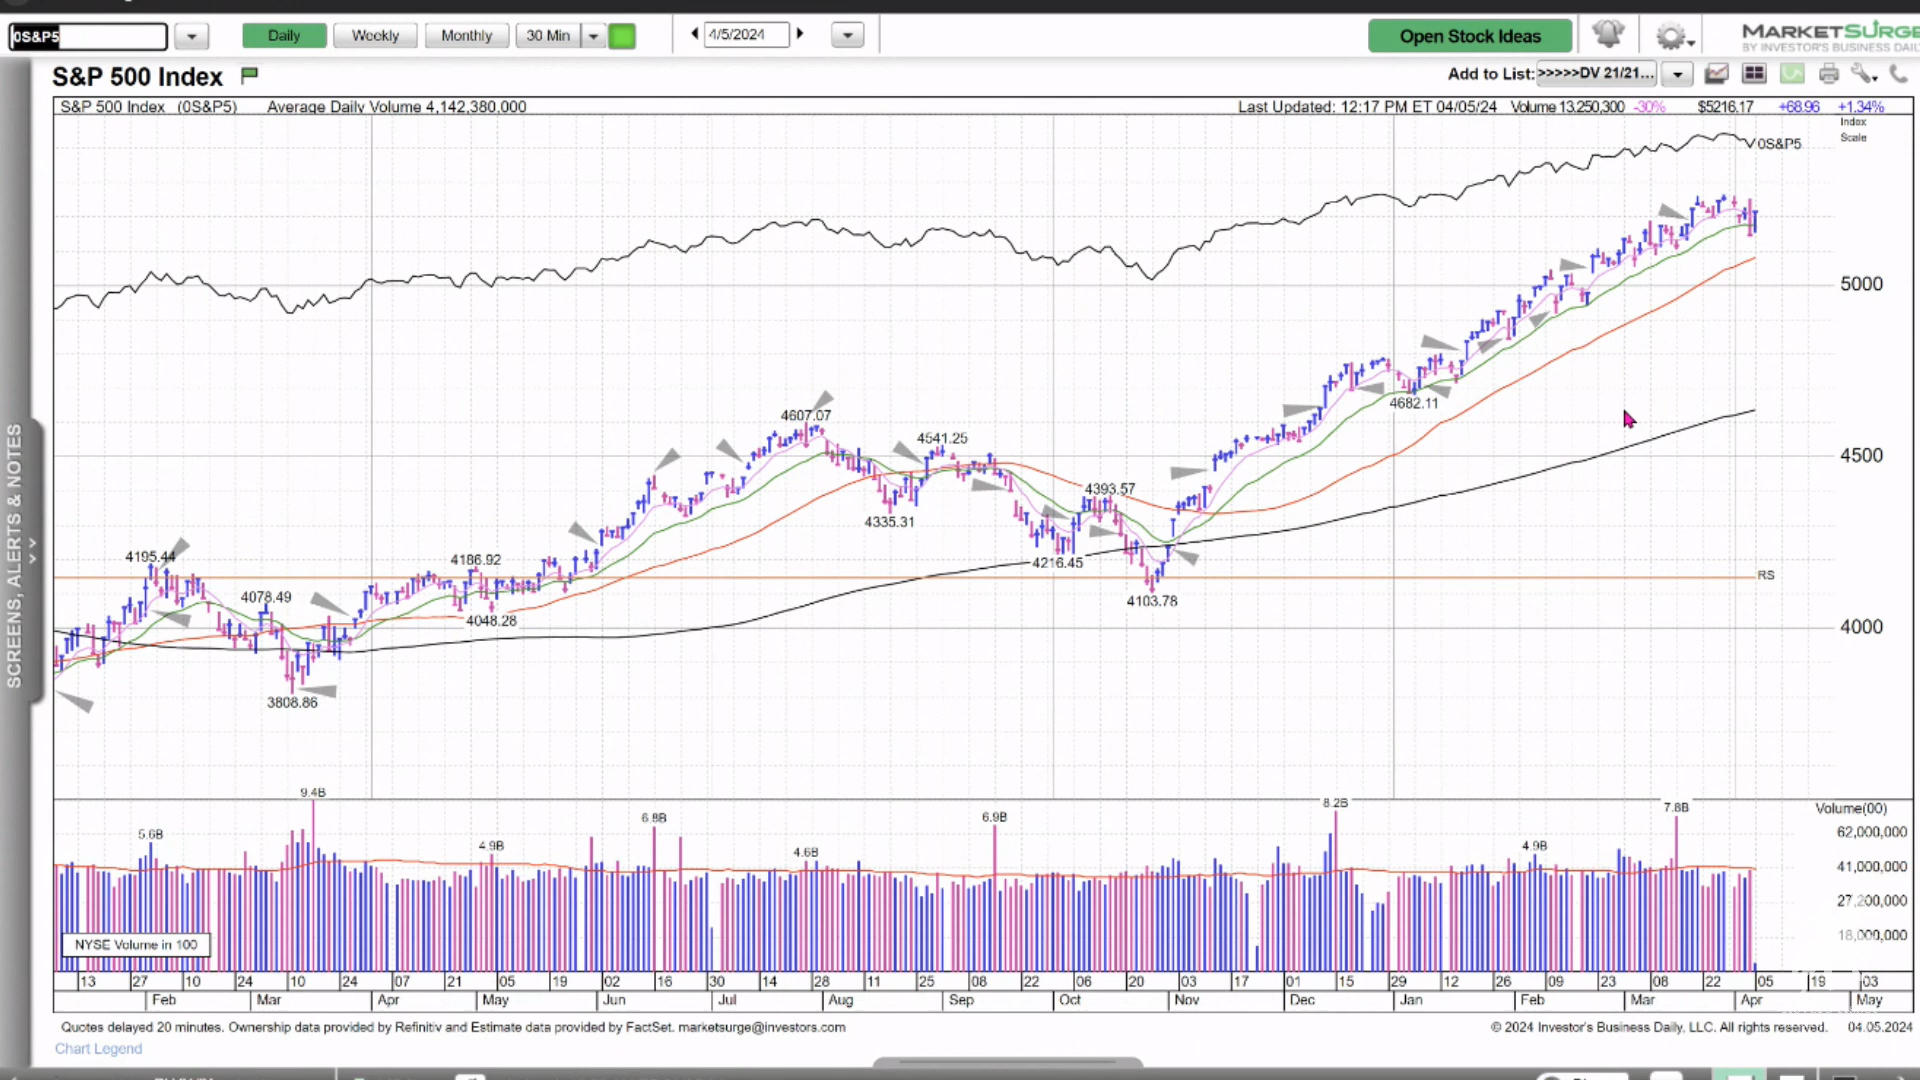 0S&P5
Daily
Weekly
Monthly
30 Min
4/5/2024
Open Stock Ideas
MARKETSURGE
BY INVESTOR'S BUSINESS DAILY
S&P 500 Index
Add to List:
>>>>>DV 21/21...
S&P 500 Index (0S&P5) Average Daily Volume 4,142,380,000
Last Updated: 12:17 PM ET 04/05/24 Volume 13,250,300 -30% $5216.17 +68.96 +1.34%
Index
Scale
0S&P5
5000
4682.11
4607.07
4541.25
4500
4393.57
4335.31
4195.44
4186.92
4216.45
RS
4078.49
4103.78
4048.28
4000
3808.86
SCREENS, ALERTS & NOTES
9.4B
8.2B
7.8B
Volume(00)
6.8B
6.9B
5.6B
4.9B
4.6B
4.9B
62,000,000
41,000,000
27,200,000
18,000,000
NYSE Volume in 100
13 27 10 24 10 24 07 21 05 19 02 16 30 14 28 11 25 08 22 06 20 03 17 01 15 29 12 26 09 23 08 22 05 19 03
Feb Mar Apr May Jun Jul Aug Sep Oct Nov Dec Jan Feb Mar Apr May
Quotes delayed 20 minutes. Ownership data provided by Refinitiv and Estimate data provided by FactSet. marketsurge@investors.com
© 2024 Investor's Business Daily, LLC. All rights reserved. 04.05.2024
Chart Legend